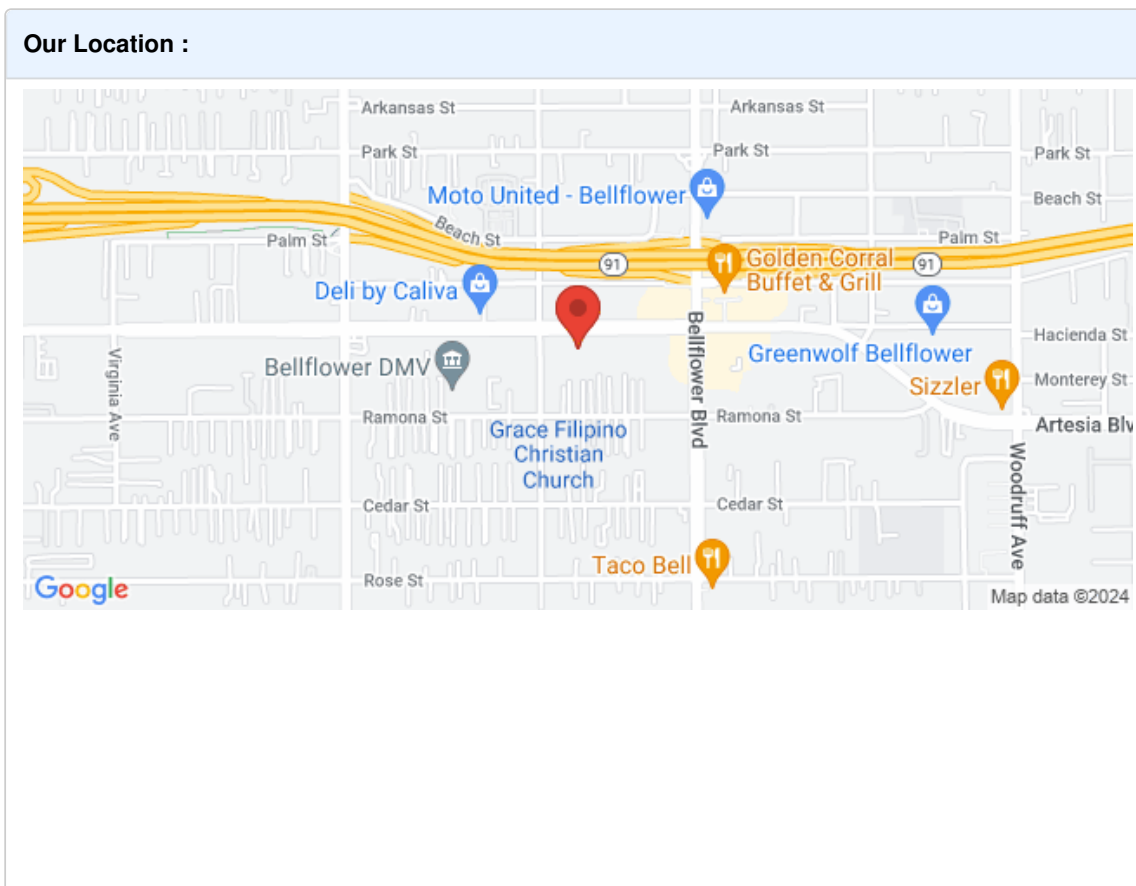 Our Location :
Arkansas St
Arkansas St
Park St
Park St
Park St
Moto United - Bellflower
Beach St
Beach St
Palm St
Palm St
91
91
Golden Corral
Buffet & Grill
Deli by Caliva
Bellflower Blvd
Hacienda St
Greenwolf Bellflower
Virginia Ave
Bellflower DMV
Sizzler
Monterey St
Ramona St
Ramona St
Artesia Blv
Grace Filipino
Christian
Church
Woodruff Ave
Cedar St
Cedar St
Taco Bell
Rose St
Google
Map data ©2024